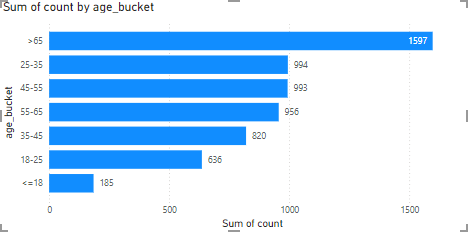 Sum of count by age_bucket
age_bucket
>65 1597
25-35 994
45-55 993
55-65 956
35-45 820
18-25 636
<=18 185
0 500 1000 1500
Sum of count